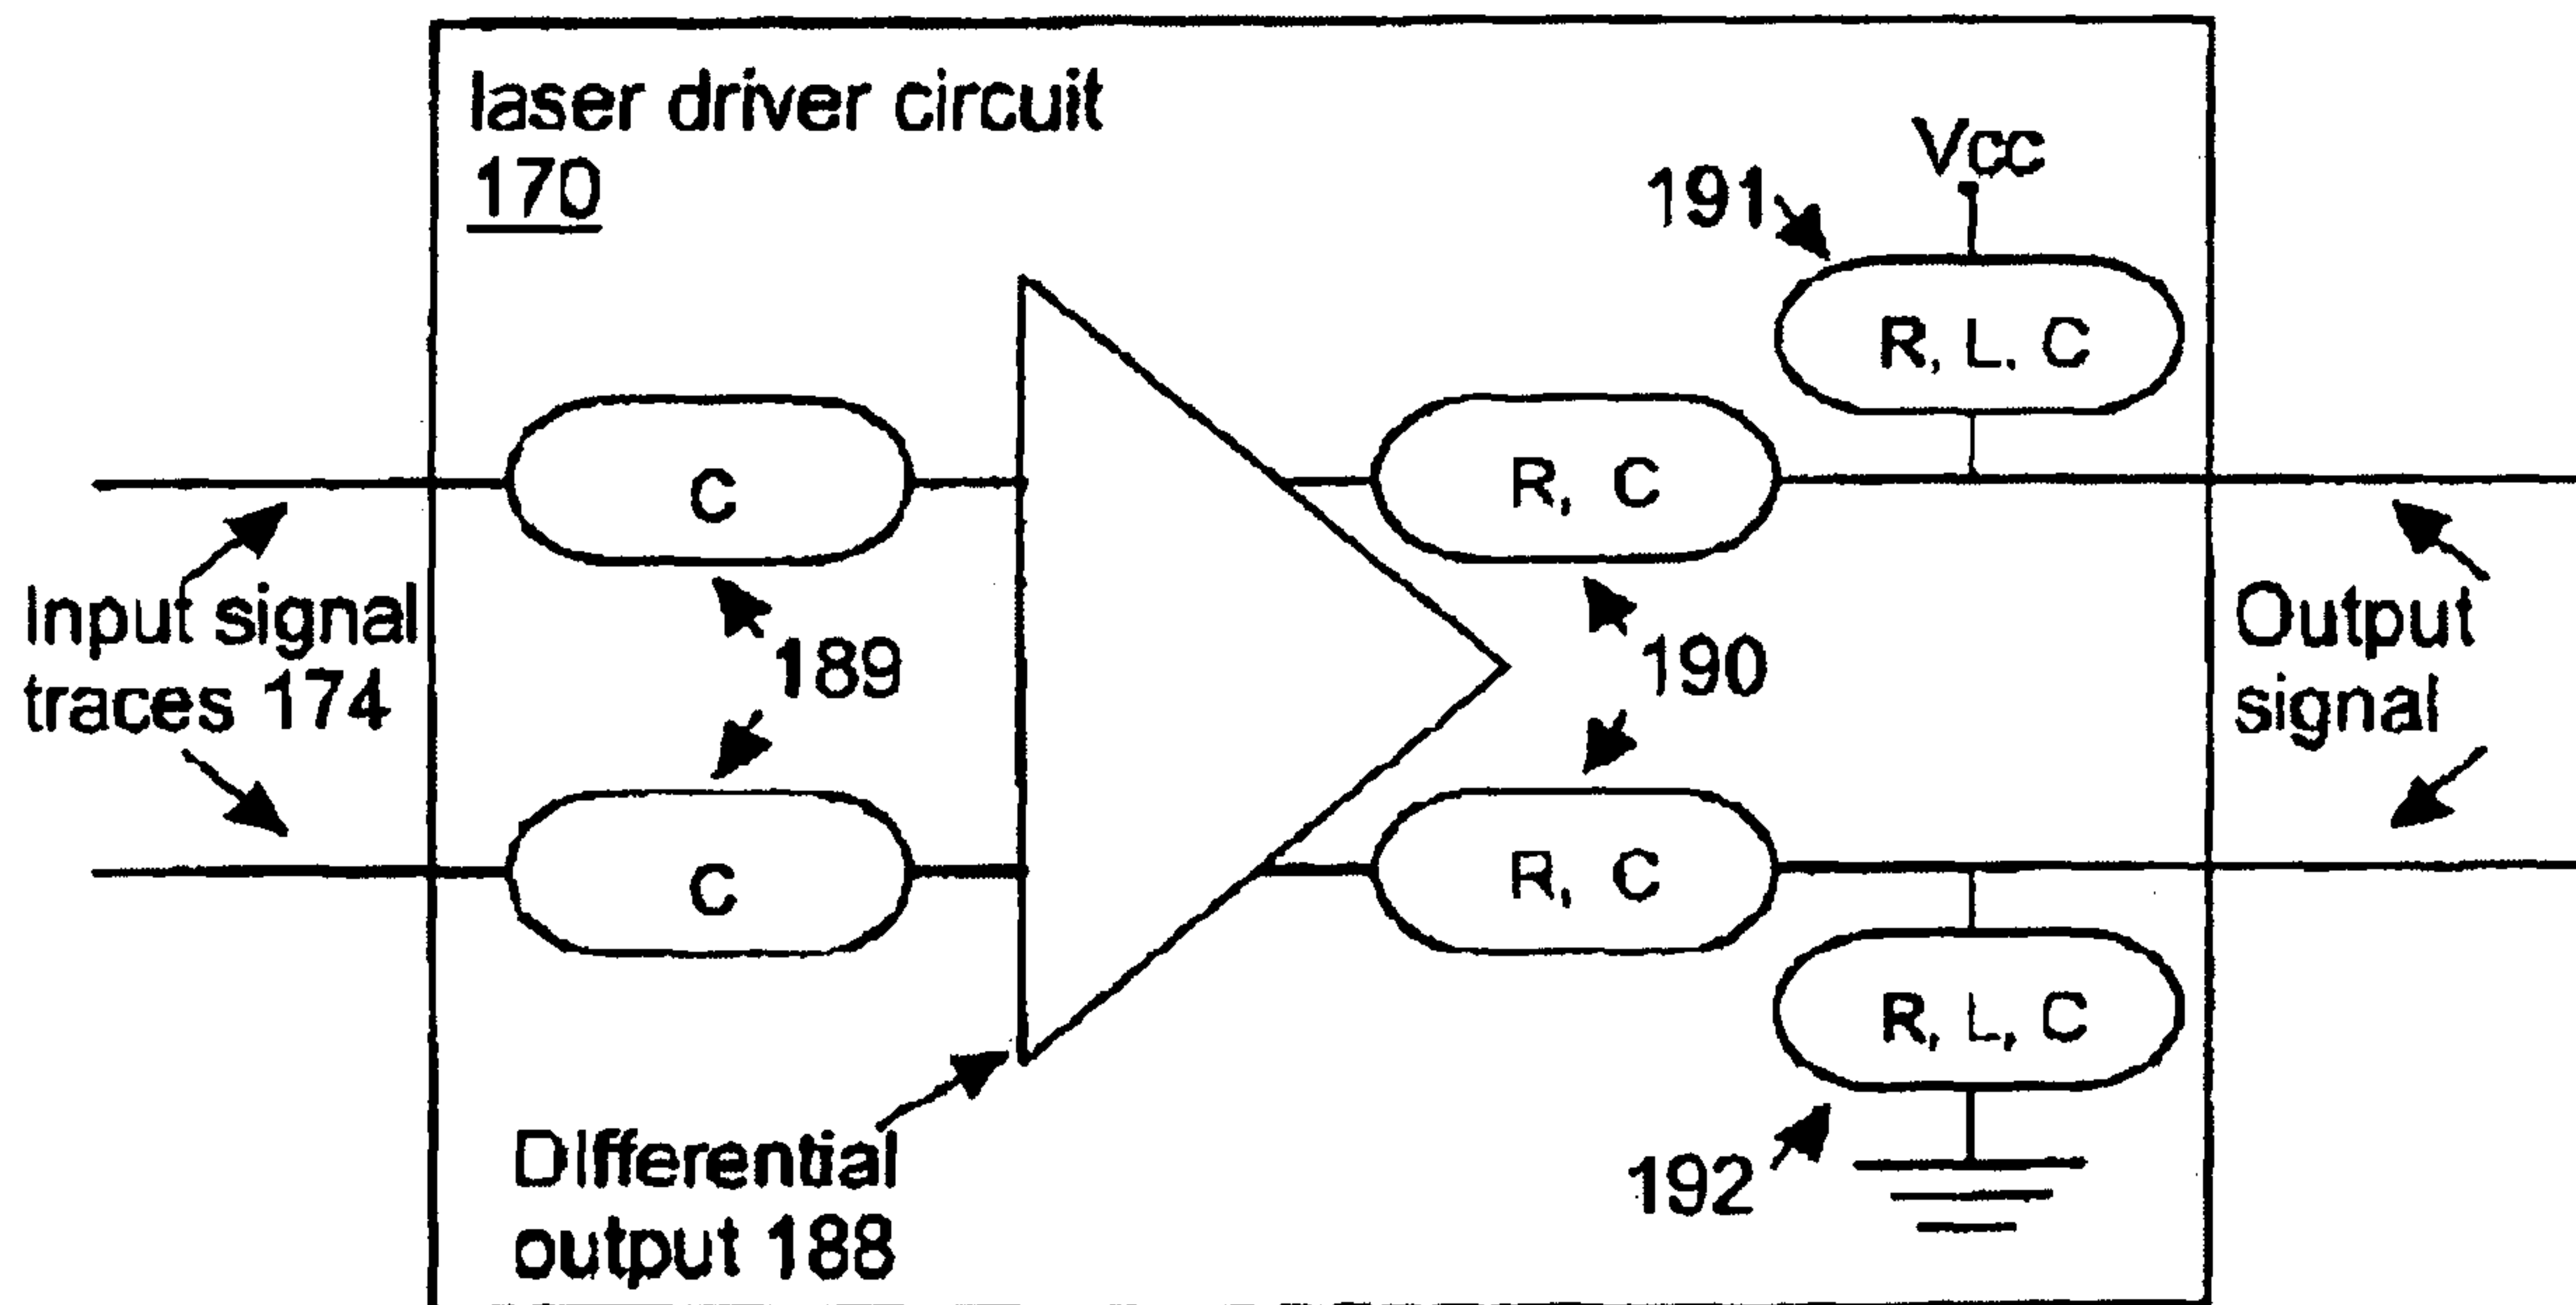 laser driver circuit
170
Vcc
191
R, L, C
C
R, C
Input signal
traces 174
189
190
Output
signal
C
R, C
R, L, C
Differential
output 188
192